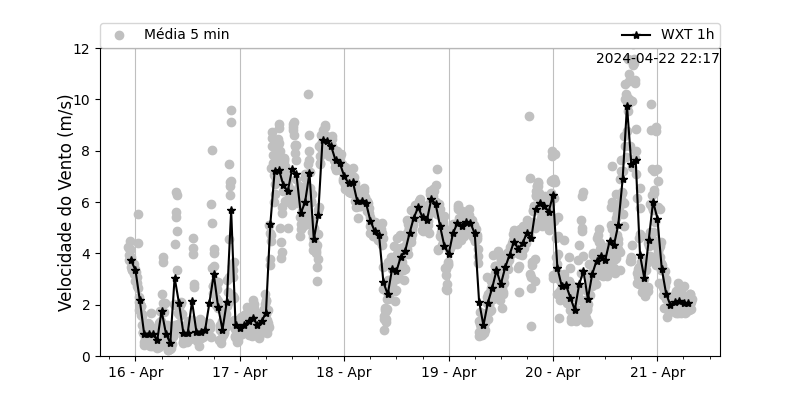 Média 5 min
WXT 1h
2024-04-22 22:17
Velocidade do Vento (m/s)
12
10
8
6
4
2
0
16 - Apr
17 - Apr
18 - Apr
19 - Apr
20 - Apr
21 - Apr